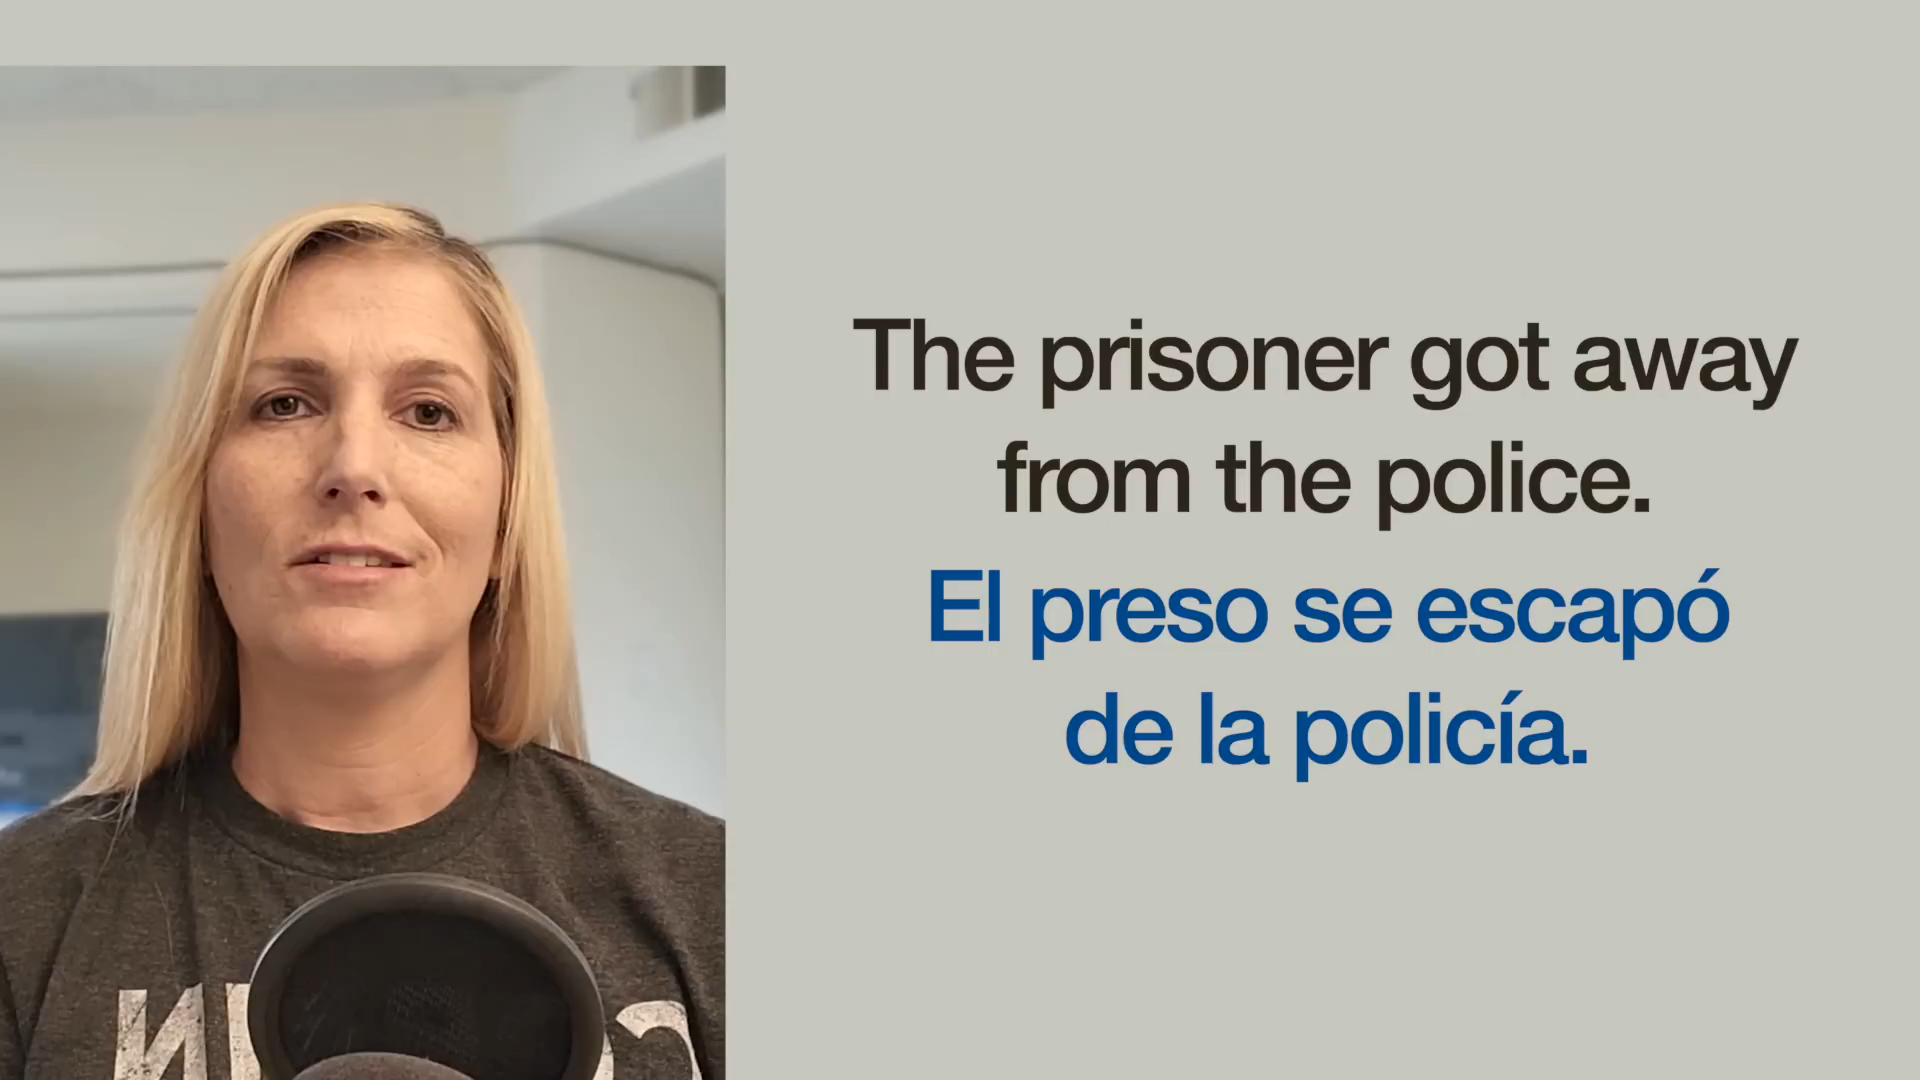 The prisoner got away
from the police.
El preso se escapó
de la policía.